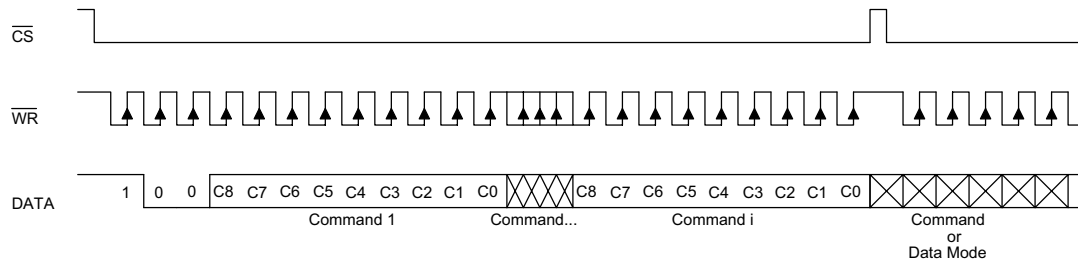 CS
WR
DATA
1 0 0 C8 C7 C6 C5 C4 C3 C2 C1 C0 C8 C7 C6 C5 C4 C3 C2 C1 C0
Command 1 Command... Command i Command
or
Data Mode